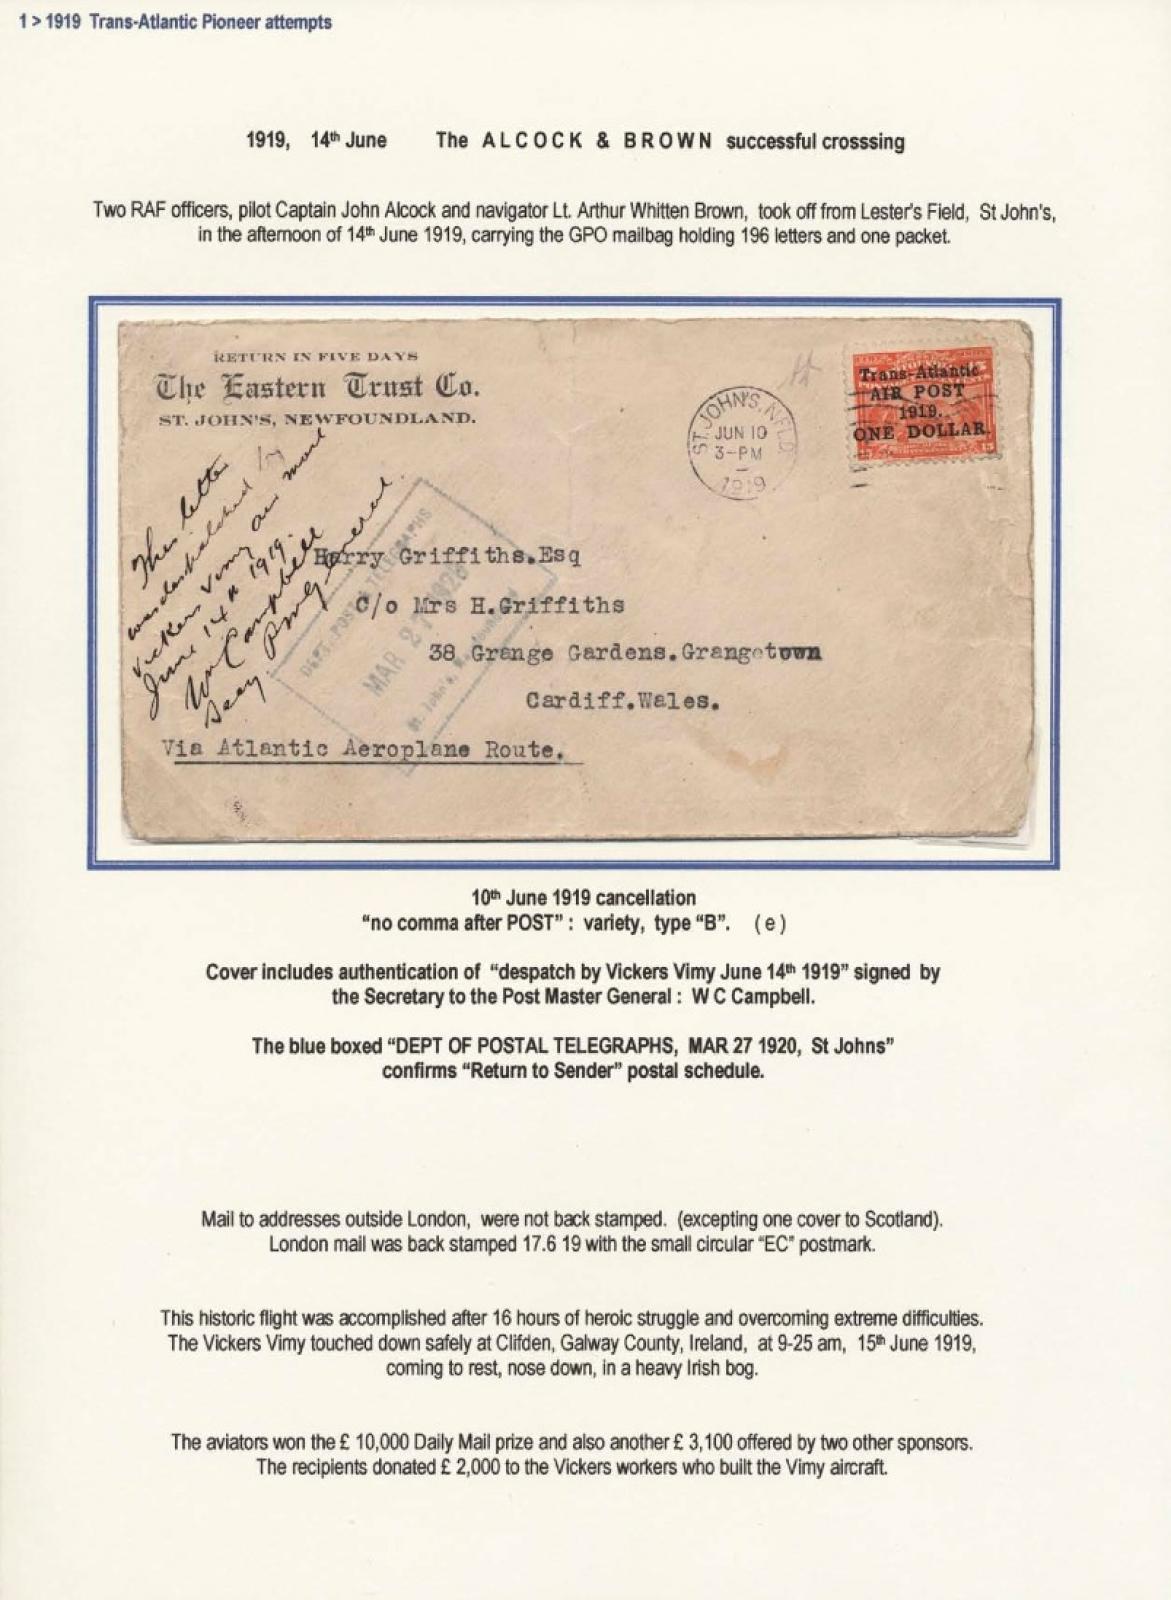 1 > 1919 Trans-Atlantic Pioneer attempts
1919, 14th June The ALCOCK & BROWN successful crosssing
Two RAF officers, pilot Captain John Alcock and navigator Lt. Arthur Whitten Brown, took off from Lester's Field, St John's,
in the afternoon of 14th June 1919, carrying the GPO mailbag holding 196 letters and one packet.
RETURN IN FIVE DAYS
The Eastern Trust Co.
ST. JOHN'S, NEWFOUNDLAND.
ST. JOHN'S, NFLD
JUN 10
3-PM
1919
Trans-Atlantic
AIR POST
1919.
ONE DOLLAR.
This letter
was despatched by
Vickers Vimy air mail
June 14th 1919.
W C Campbell
Secy. PMGeneral.
POST & TELEGRAPHS
MAR 27 1920
St. John's,
Harry Griffiths.Esq
C/o Mrs H.Griffiths
38 Grange Gardens.Grangetown
Cardiff.Wales.
Via Atlantic Aeroplane Route.
10th June 1919 cancellation
“no comma after POST” : variety, type “B”. (e)
Cover includes authentication of “despatch by Vickers Vimy June 14th 1919” signed by
the Secretary to the Post Master General : W C Campbell.
The blue boxed “DEPT OF POSTAL TELEGRAPHS, MAR 27 1920, St Johns”
confirms “Return to Sender” postal schedule.
Mail to addresses outside London, were not back stamped. (excepting one cover to Scotland).
London mail was back stamped 17.6 19 with the small circular “EC” postmark.
This historic flight was accomplished after 16 hours of heroic struggle and overcoming extreme difficulties.
The Vickers Vimy touched down safely at Clifden, Galway County, Ireland, at 9-25 am, 15th June 1919,
coming to rest, nose down, in a heavy Irish bog.
The aviators won the £ 10,000 Daily Mail prize and also another £ 3,100 offered by two other sponsors.
The recipients donated £ 2,000 to the Vickers workers who built the Vimy aircraft.